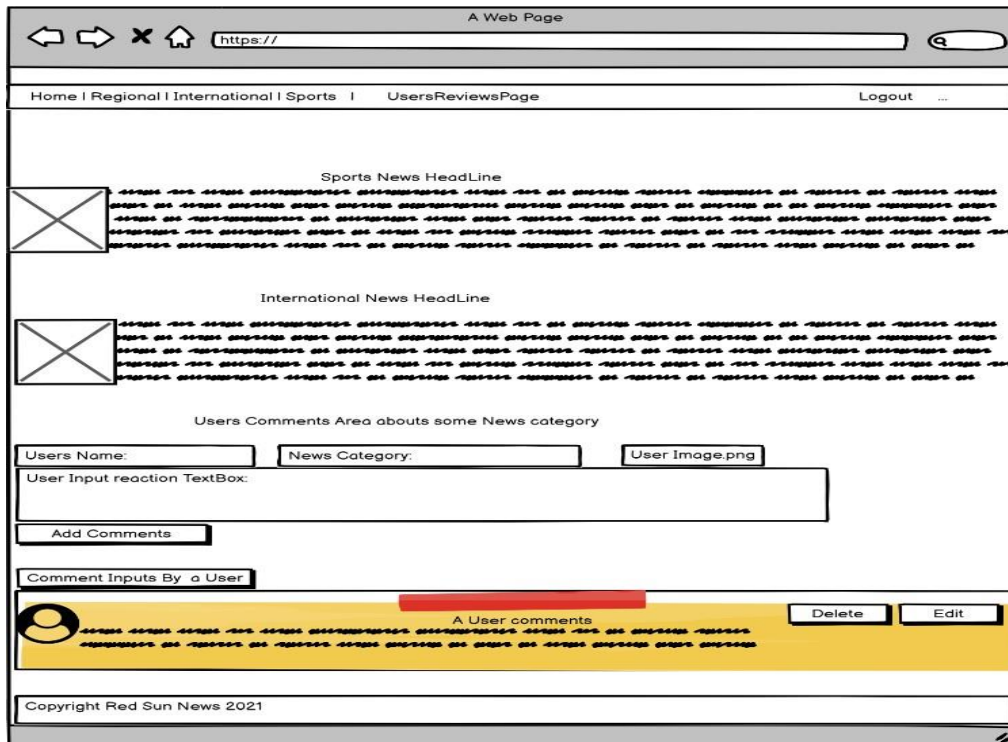 A Web Page
https://
Home | Regional | International | Sports | UsersReviewsPage Logout ...
Sports News HeadLine
International News HeadLine
Users Comments Area abouts some News category
Users Name: News Category: User Image.png
User Input reaction TextBox:
Add Comments
Comment Inputs By a User
A User comments Delete Edit
Copyright Red Sun News 2021